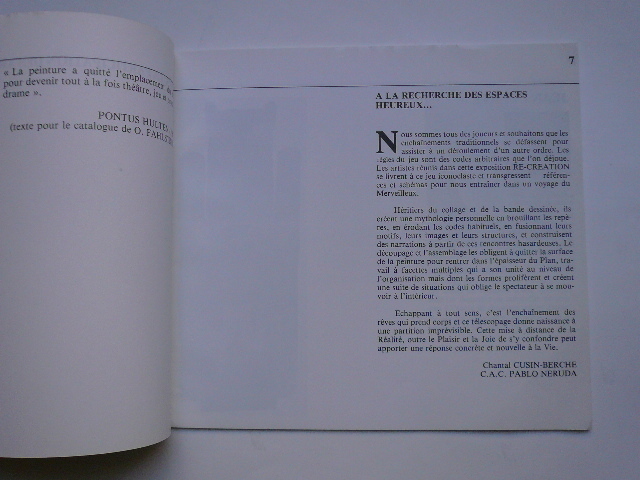 « La peinture a quitté l'emplacement
pour devenir tout à la fois théâtre, jeu
drame ».
PONTUS HULTEN
(texte pour le catalogue de O. FAHLS
7
A LA RECHERCHE DES ESPACES
HEUREUX...
Nous sommes tous des joueurs et souhaitons que les
enchaînements traditionnels se défassent pour
assister à un déroulement d'un autre ordre. Les
règles du jeu sont des codes arbitraires que l'on déjoue.
Les artistes réunis dans cette exposition RE-CREATION
se livrent à ce jeu iconoclaste et transgressent référen-
ces et schémas pour nous entraîner dans un voyage du
Merveilleux.
Héritiers du collage et de la bande dessinée, ils
créent une mythologie personnelle en brouillant les repè-
res, en érodant les codes habituels, en fusionnant leurs
motifs, leurs images et leurs structures, et construisent
des narrations à partir de ces rencontres hasardeuses. Le
découpage et l'assemblage les obligent à quitter la surface
de la peinture pour rentrer dans l'épaisseur du Plan, tra-
vail à facettes multiples qui a son unité au niveau de
l'organisation mais dont les formes prolifèrent et créent
une suite de situations qui oblige le spectateur à se mou-
voir à l'intérieur.
Echappant à tout sens, c'est l'enchaînement des
rêves qui prend corps et ce télescopage donne naissance à
une partition imprévisible. Cette mise à distance de la
Réalité, outre le Plaisir et la Joie de s'y confondre peut
apporter une réponse concrète et nouvelle à la Vie.
Chantal CUSIN-BERCHE
C.A.C. PABLO NERUDA